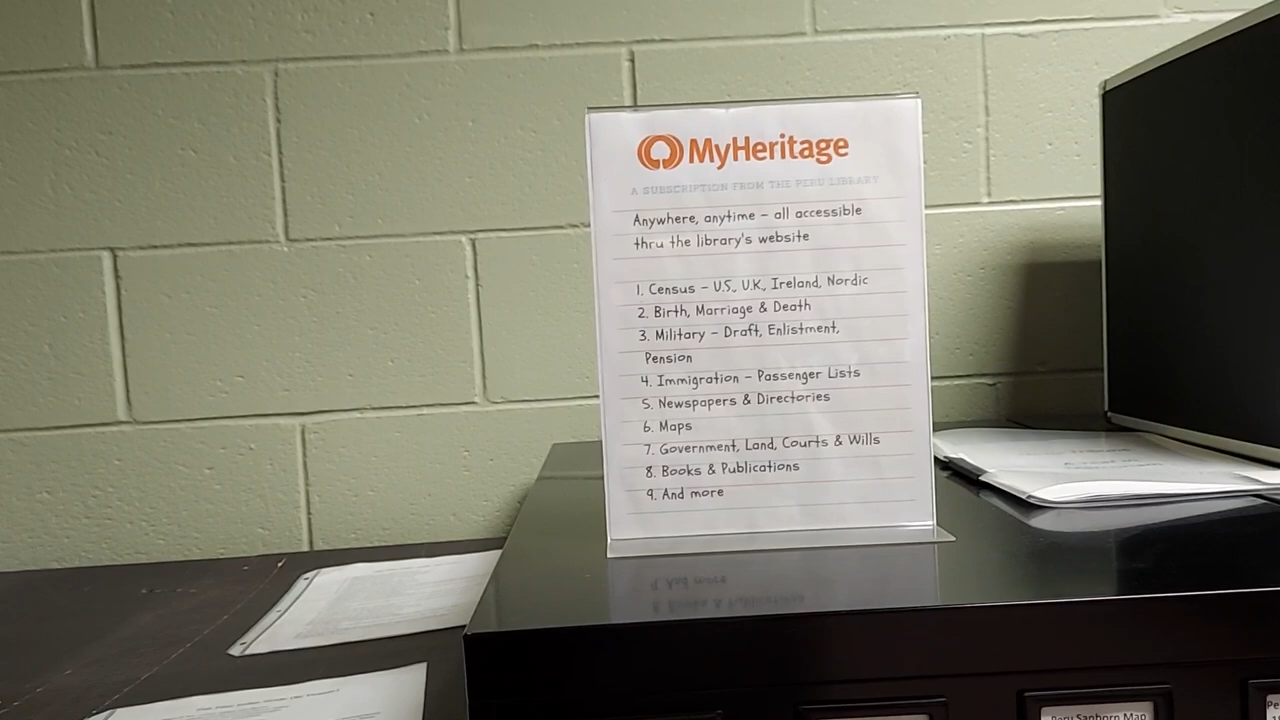 MyHeritage
A SUBSCRIPTION FROM THE PERU LIBRARY
Anywhere, anytime – all accessible
thru the library's website
1. Census – U.S., U.K., Ireland, Nordic
2. Birth, Marriage & Death
3. Military – Draft, Enlistment,
Pension
4. Immigration – Passenger Lists
5. Newspapers & Directories
6. Maps
7. Government, Land, Courts & Wills
8. Books & Publications
9. And more
Peru Sanborn Map
Pe